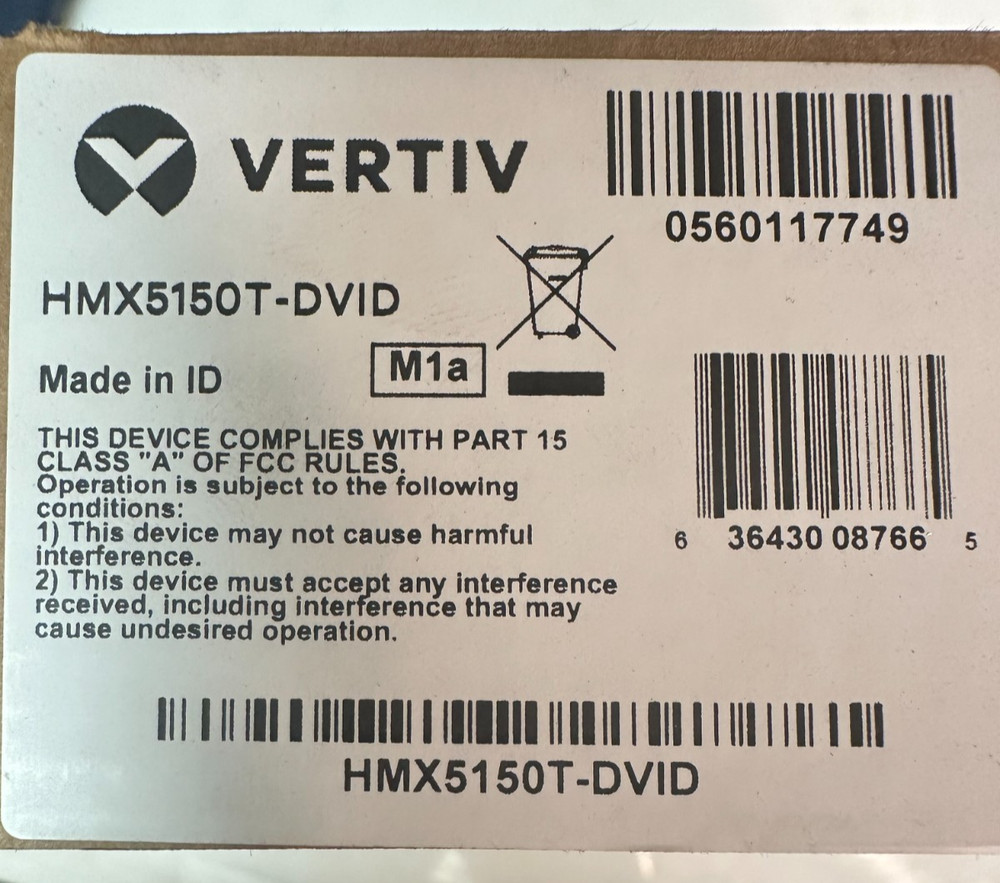 VERTIV
0560117749
HMX5150T-DVID
Made in ID
M1a
THIS DEVICE COMPLIES WITH PART 15
CLASS "A" OF FCC RULES.
Operation is subject to the following
conditions:
1) This device may not cause harmful
interference.
2) This device must accept any interference
received, including interference that may
cause undesired operation.
6 36430 08766 5
HMX5150T-DVID